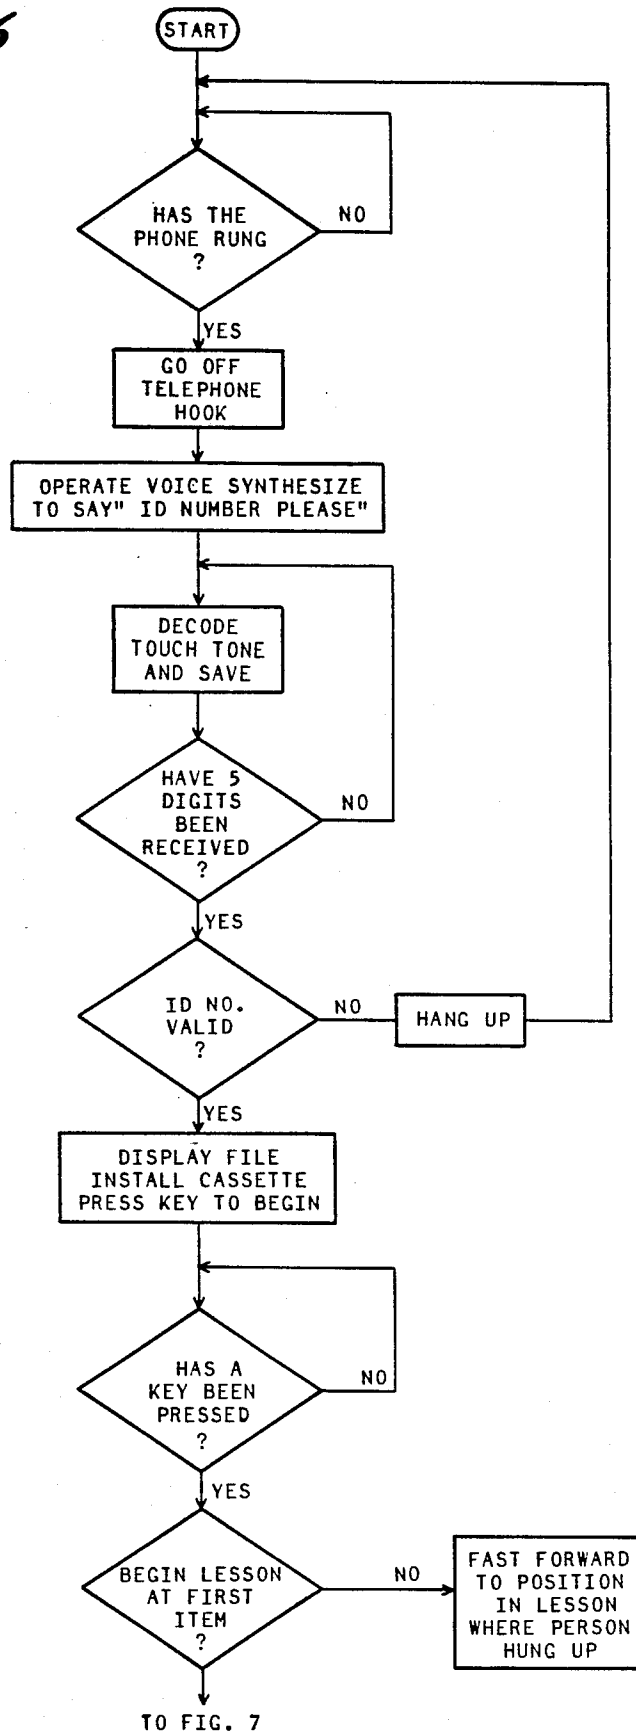 6
START
HAS THE
PHONE RUNG
?
NO
YES
GO OFF
TELEPHONE
HOOK
OPERATE VOICE SYNTHESIZE
TO SAY" ID NUMBER PLEASE"
DECODE
TOUCH TONE
AND SAVE
HAVE 5
DIGITS
BEEN
RECEIVED
?
NO
YES
ID NO.
VALID
?
NO
HANG UP
YES
DISPLAY FILE
INSTALL CASSETTE
PRESS KEY TO BEGIN
HAS A
KEY BEEN
PRESSED
?
NO
YES
BEGIN LESSON
AT FIRST
ITEM
?
NO
FAST FORWARD
TO POSITION
IN LESSON
WHERE PERSON
HUNG UP
TO FIG. 7